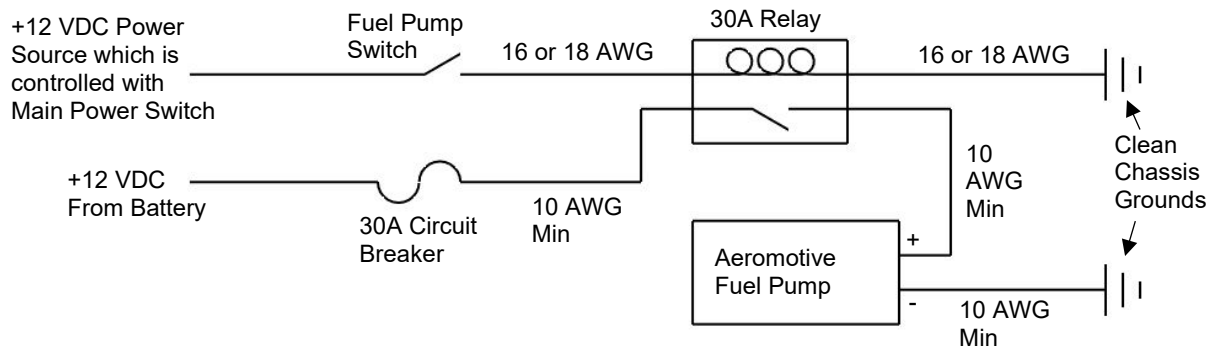 +12 VDC Power
Source which is
controlled with
Main Power Switch
Fuel Pump
Switch
16 or 18 AWG
30A Relay
16 or 18 AWG
+12 VDC
From Battery
30A Circuit
Breaker
10 AWG
Min
10
AWG
Min
Clean
Chassis
Grounds
Aeromotive
Fuel Pump
+
-
10 AWG
Min